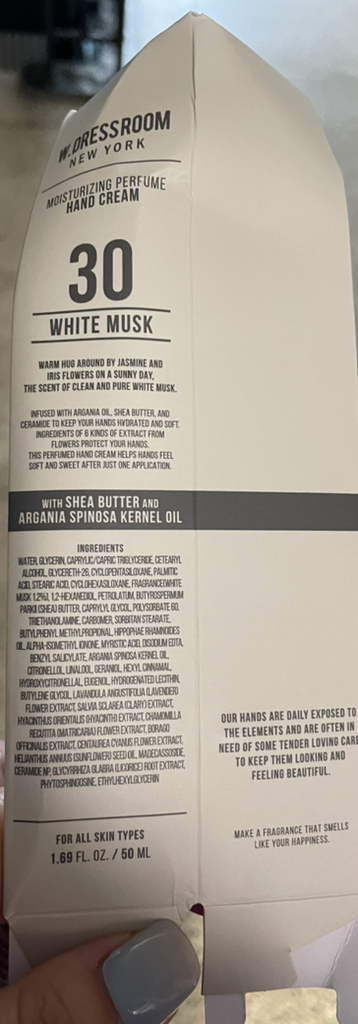 W.DRESSROOM
NEW YORK
MOISTURIZING PERFUME
HAND CREAM
30
WHITE MUSK
WARM HUG AROUND BY JASMINE AND
IRIS FLOWERS ON A SUNNY DAY,
THE SCENT OF CLEAN AND PURE WHITE MUSK.
INFUSED WITH ARGANIA OIL, SHEA BUTTER, AND
CERAMIDE TO KEEP YOUR HANDS HYDRATED AND SOFT.
INGREDIENTS OF 6 KINDS OF EXTRACT FROM
FLOWERS PROTECT YOUR HANDS.
THIS PERFUMED HAND CREAM HELPS HANDS FEEL
SOFT AND SWEET AFTER JUST ONE APPLICATION.
WITH SHEA BUTTER AND
ARGANIA SPINOSA KERNEL OIL
INGREDIENTS
WATER, GLYCERIN, CAPRYLIC/CAPRIC TRIGLYCERIDE, CETEARYL
ALCOHOL, GLYCERETH-26, CYCLOPENTASILOXANE, PALMITIC
ACID, STEARIC ACID, CYCLOHEXASILOXANE, FRAGRANCE(WHITE
MUSK 1.2%), 1,2-HEXANEDIOL, PETROLATUM, BUTYROSPERMUM
PARKII (SHEA) BUTTER, CAPRYLYL GLYCOL, POLYSORBATE 60,
TRIETHANOLAMINE, CARBOMER, SORBITAN STEARATE,
BUTYLPHENYL METHYLPROPIONAL, HIPPOPHAE RHAMNOIDES
OIL, ALPHA-ISOMETHYL IONONE, MYRISTIC ACID, DISODIUM EDTA,
BENZYL SALICYLATE, ARGANIA SPINOSA KERNEL OIL,
CITRONELLOL, LINALOOL, GERANIOL, HEXYL CINNAMAL,
HYDROXYCITRONELLAL, EUGENOL, HYDROGENATED LECITHIN,
BUTYLENE GLYCOL, LAVANDULA ANGUSTIFOLIA (LAVENDER)
FLOWER EXTRACT, SALVIA SCLAREA (CLARY) EXTRACT,
HYACINTHUS ORIENTALIS (HYACINTH) EXTRACT, CHAMOMILLA
RECUTITA (MATRICARIA) FLOWER EXTRACT, BORAGO
OFFICINALIS EXTRACT, CENTAUREA CYANUS FLOWER EXTRACT,
HELIANTHUS ANNUUS (SUNFLOWER) SEED OIL, MADECASSOSIDE,
CERAMIDE NP, GLYCYRRHIZA GLABRA (LICORICE) ROOT EXTRACT,
PHYTOSPHINGOSINE, ETHYLHEXYLGLYCERIN
FOR ALL SKIN TYPES
1.69 FL. OZ. / 50 ML
OUR HANDS ARE DAILY EXPOSED TO
THE ELEMENTS AND ARE OFTEN IN
NEED OF SOME TENDER LOVING CARE
TO KEEP THEM LOOKING AND
FEELING BEAUTIFUL.
MAKE A FRAGRANCE THAT SMELLS
LIKE YOUR HAPPINESS.